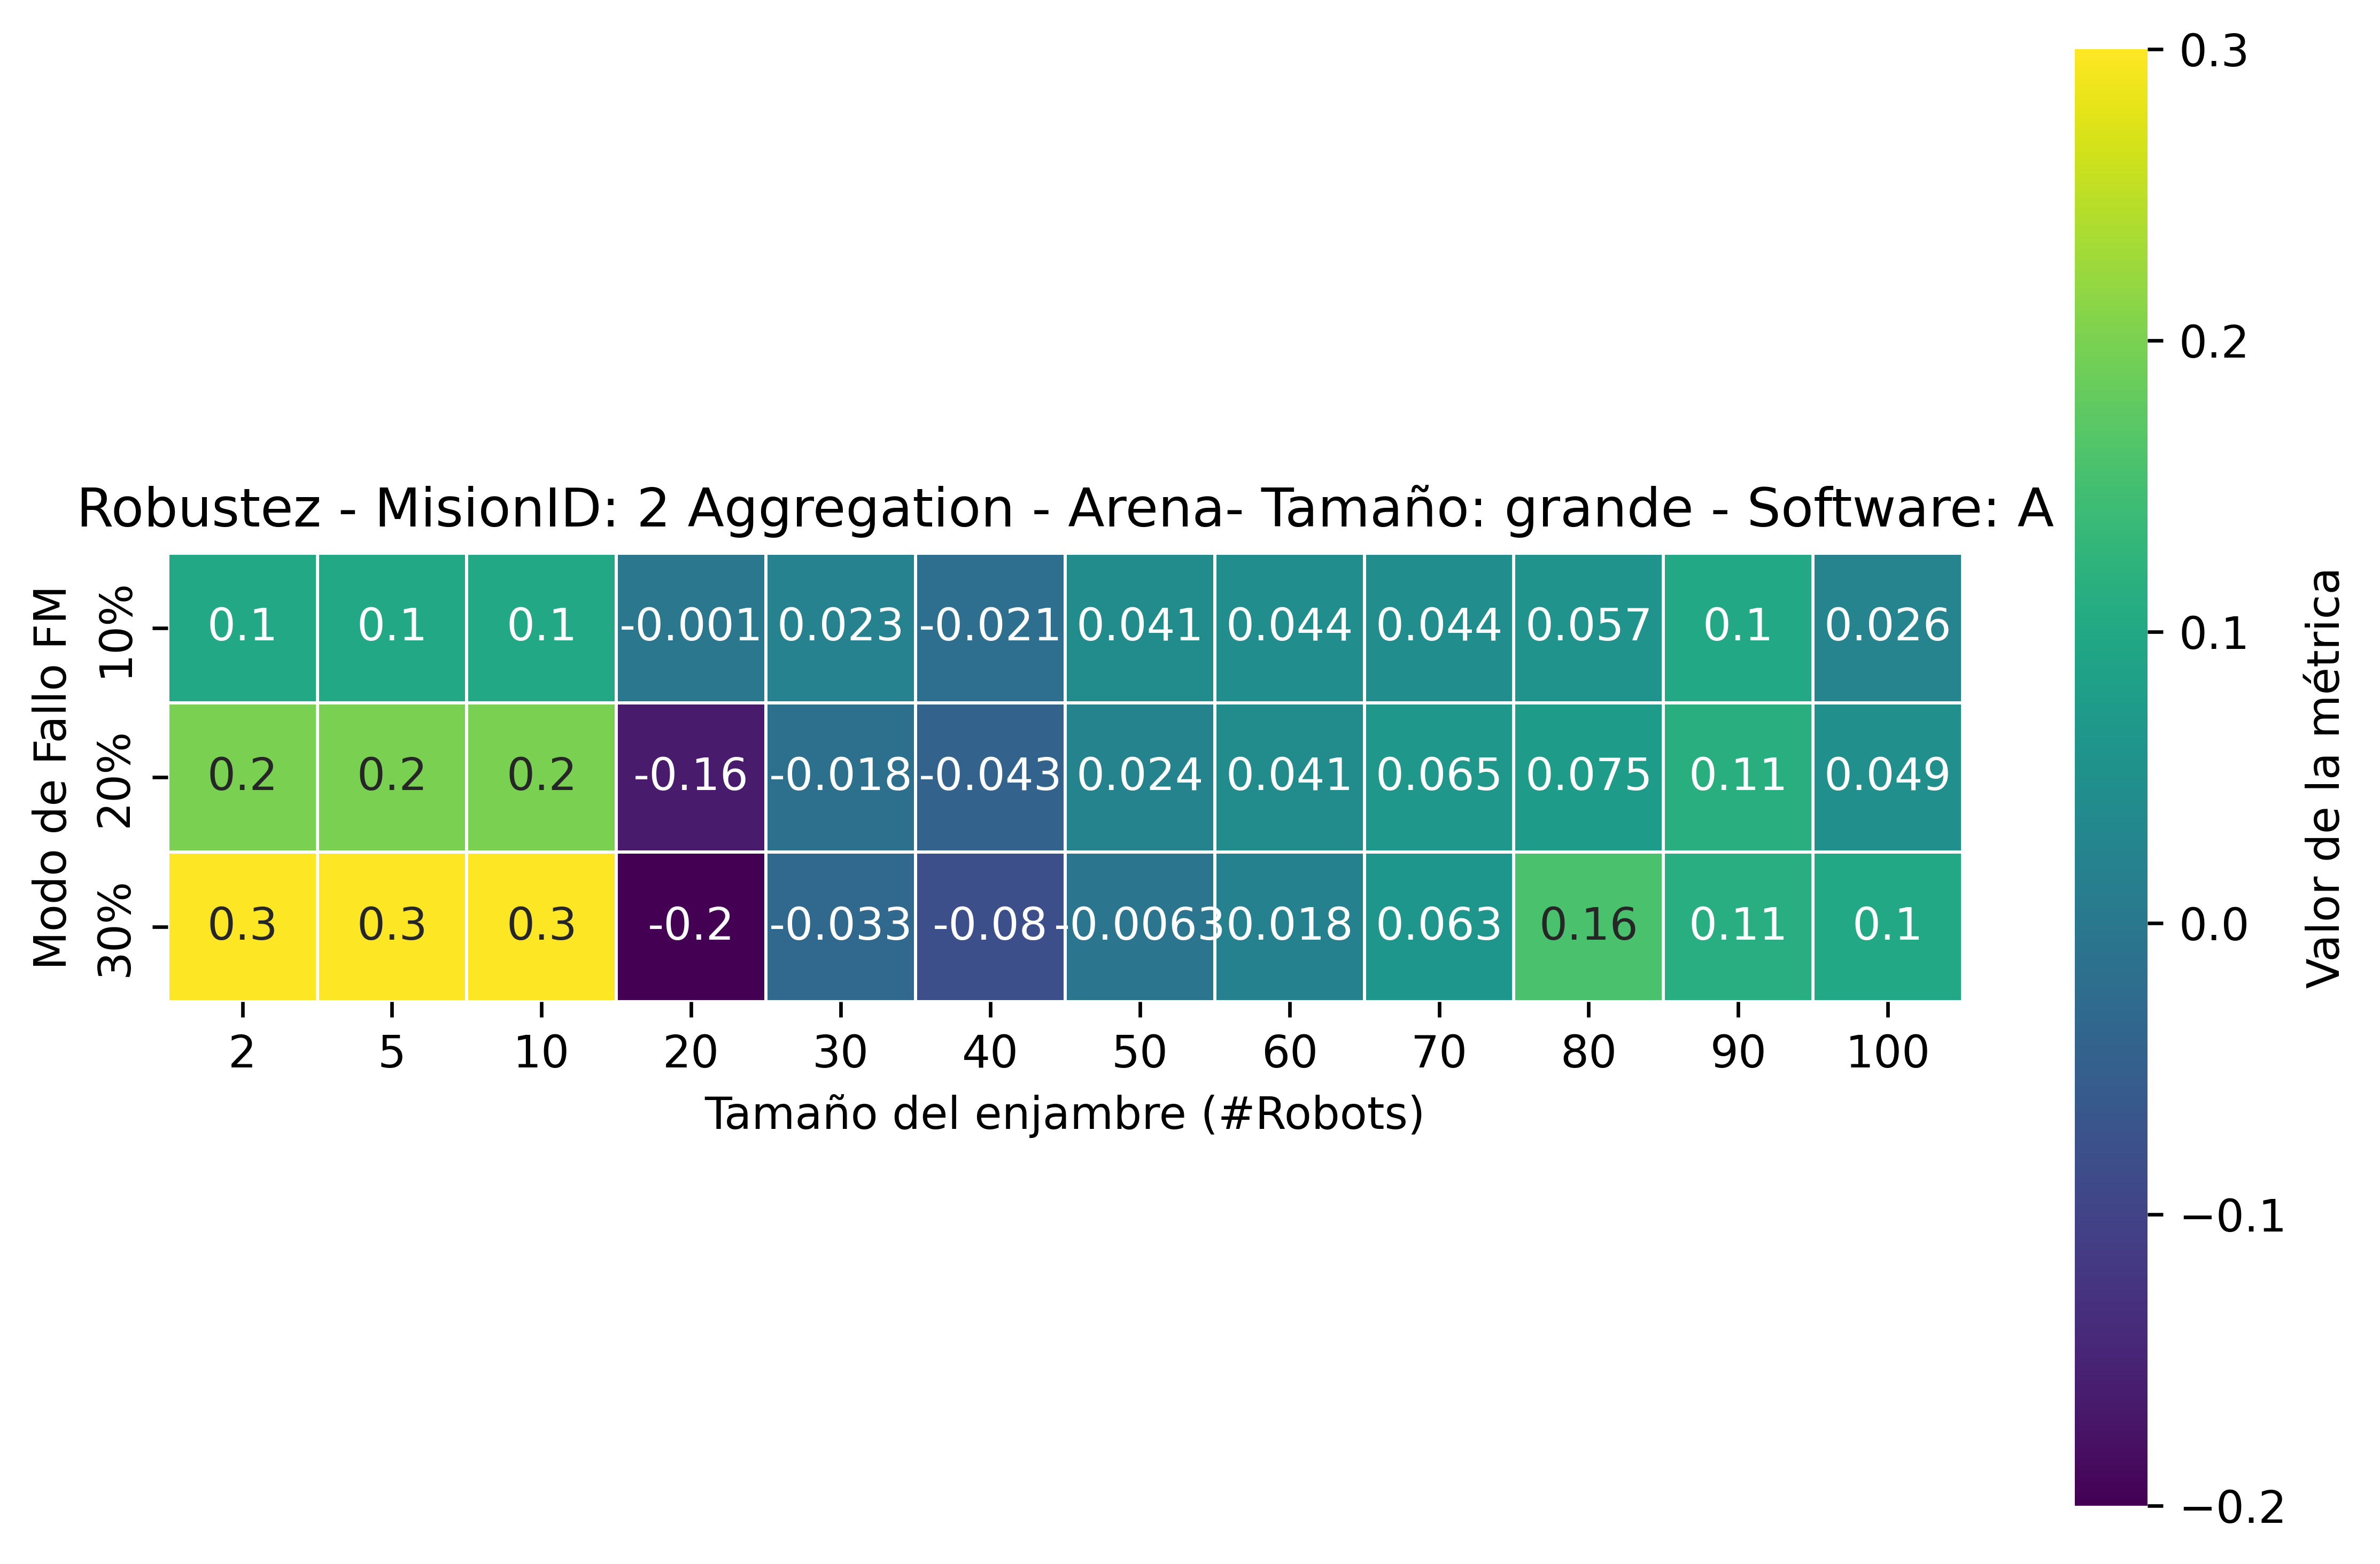 Robustez - MisionID: 2 Aggregation - Arena- Tamaño: grande - Software: A
Modo de Fallo FM
10% 0.1 0.1 0.1 -0.001 0.023 -0.021 0.041 0.044 0.044 0.057 0.1 0.026
20% 0.2 0.2 0.2 -0.16 -0.018 -0.043 0.024 0.041 0.065 0.075 0.11 0.049
30% 0.3 0.3 0.3 -0.2 -0.033 -0.08 -0.0063 0.018 0.063 0.16 0.11 0.1
2 5 10 20 30 40 50 60 70 80 90 100
Tamaño del enjambre (#Robots)
0.3
0.2
0.1
0.0
−0.1
−0.2
Valor de la métrica